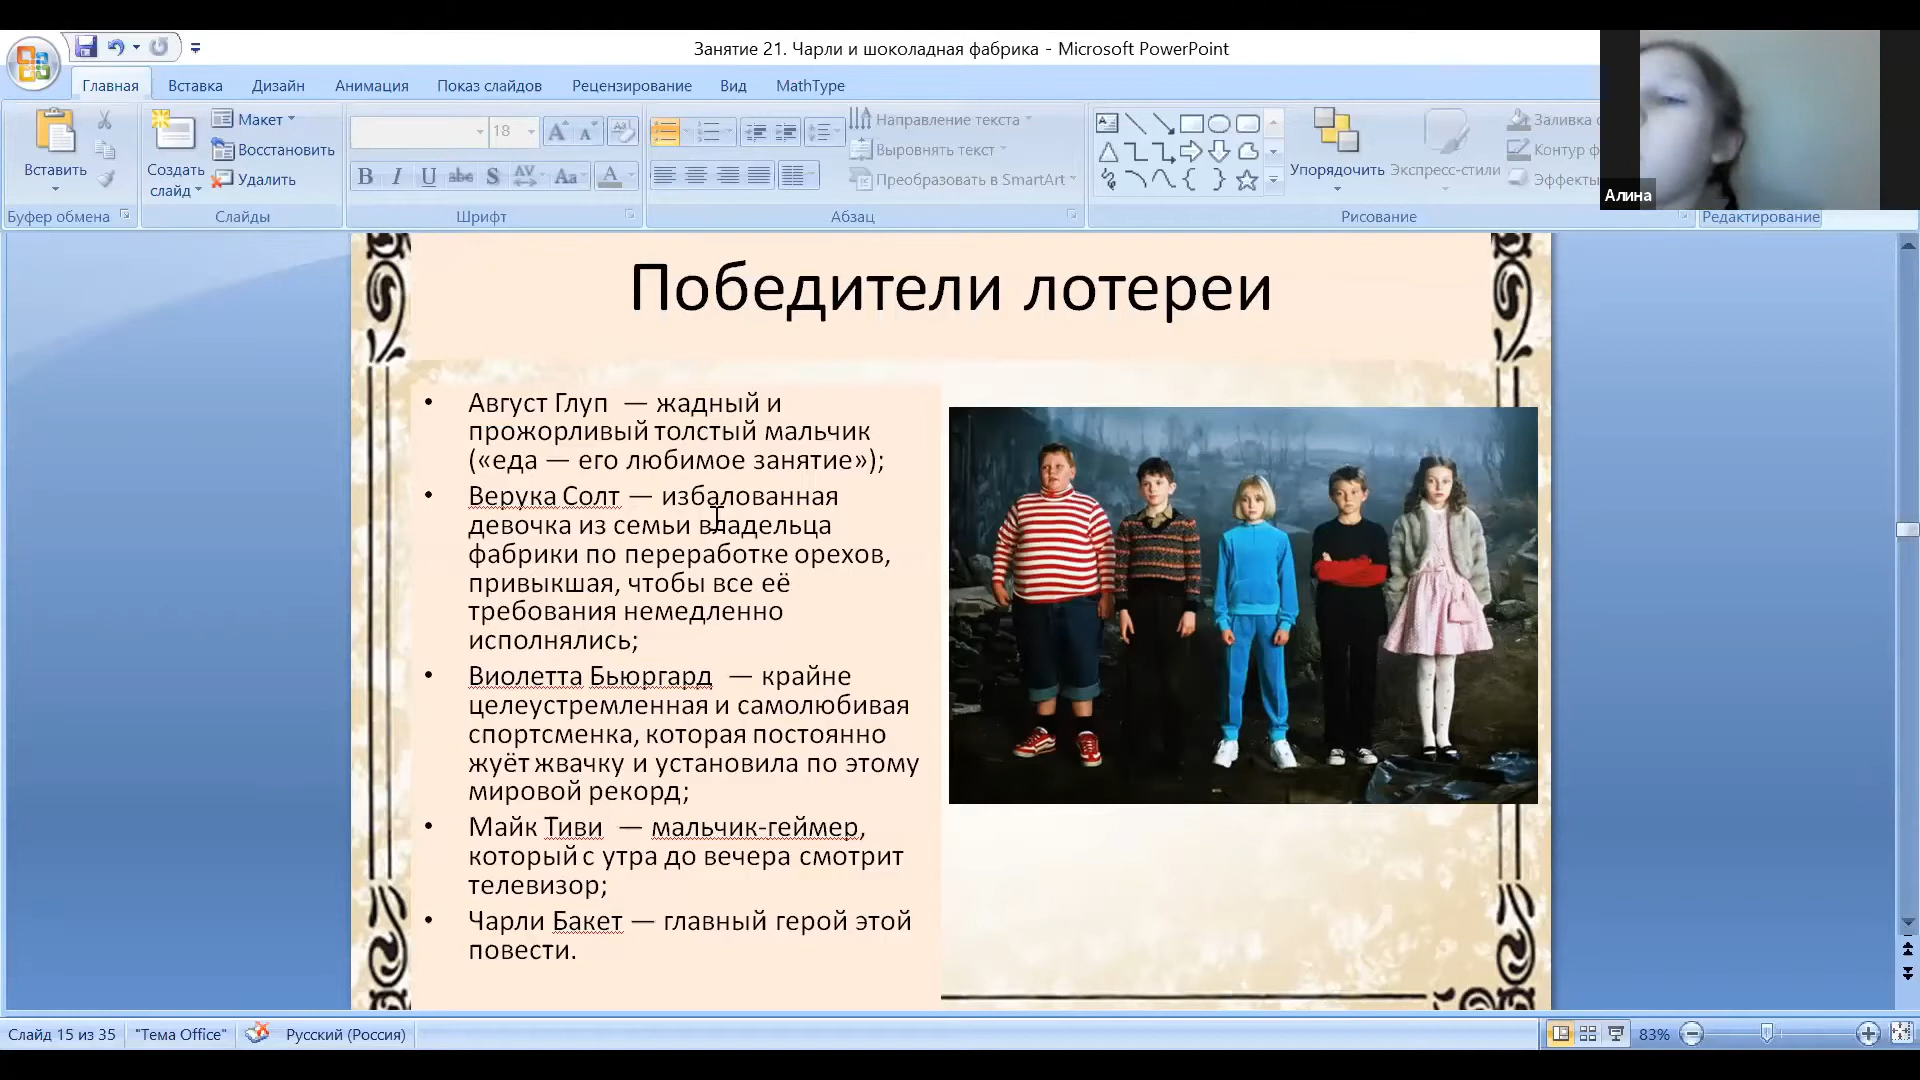 Занятие 21. Чарли и шоколадная фабрика - Microsoft PowerPoint
Главная
Вставка
Дизайн
Анимация
Показ слайдов
Рецензирование
Вид
MathType
Вставить
Буфер обмена
Создать
слайд
Макет
Восстановить
Удалить
Слайды
18
Шрифт
Направление текста
Выровнять текст
Преобразовать в SmartArt
Абзац
Упорядочить
Экспресс-стили
Заливка
Контур
Эффекты
Рисование
Редактирование
Алина
Победители лотереи
• Август Глуп — жадный и
прожорливый толстый мальчик
(«еда — его любимое занятие»);
• Верука Солт — избалованная
девочка из семьи владельца
фабрики по переработке орехов,
привыкшая, чтобы все её
требования немедленно
исполнялись;
• Виолетта Бьюргард — крайне
целеустремленная и самолюбивая
спортсменка, которая постоянно
жуёт жвачку и установила по этому
мировой рекорд;
• Майк Тиви — мальчик-геймер,
который с утра до вечера смотрит
телевизор;
• Чарли Бакет — главный герой этой
повести.
Слайд 15 из 35
"Тема Office"
Русский (Россия)
83%